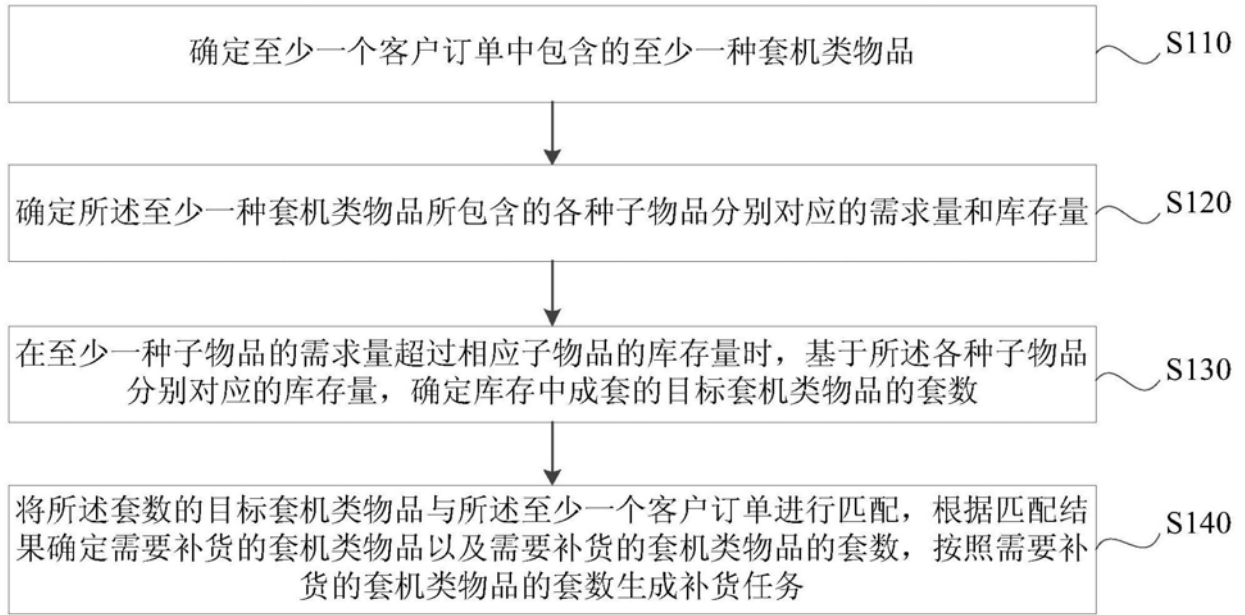 确定至少一个客户订单中包含的至少一种套机类物品
S110
确定所述至少一种套机类物品所包含的各种子物品分别对应的需求量和库存量
S120
在至少一种子物品的需求量超过相应子物品的库存量时，基于所述各种子物品
分别对应的库存量，确定库存中成套的目标套机类物品的套数
S130
将所述套数的目标套机类物品与所述至少一个客户订单进行匹配，根据匹配结
果确定需要补货的套机类物品以及需要补货的套机类物品的套数，按照需要补
货的套机类物品的套数生成补货任务
S140